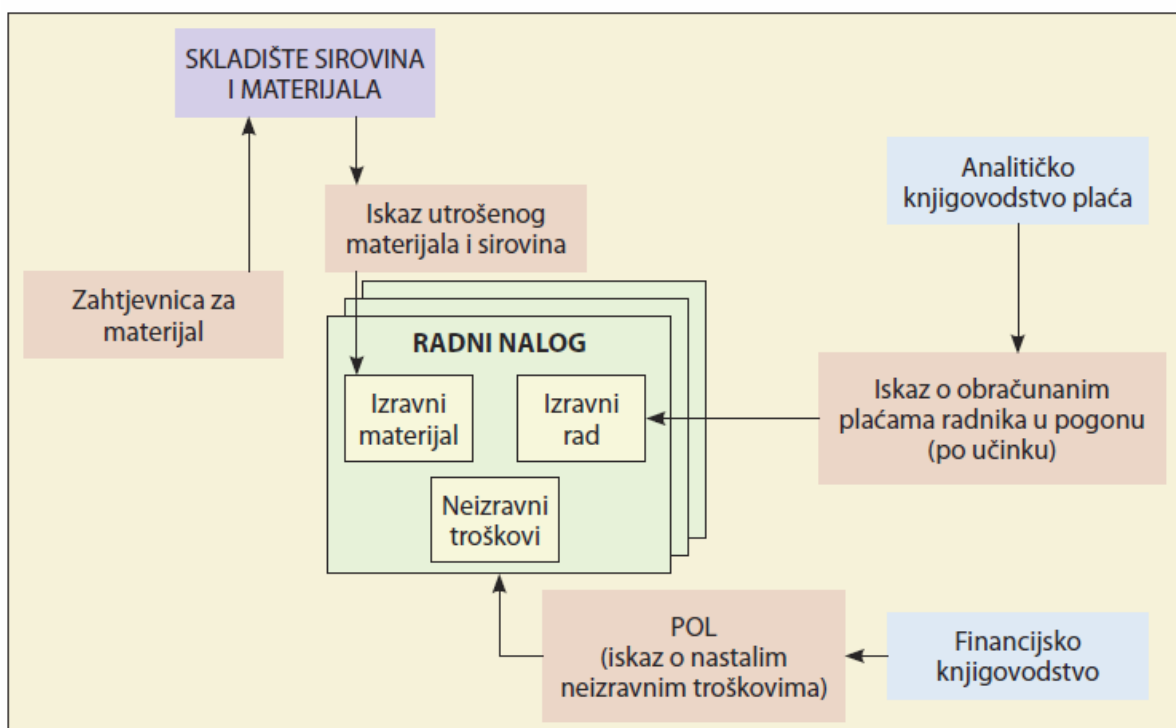 SKLADIŠTE SIROVINA
I MATERIJALA
Iskaz utrošenog
materijala i sirovina
Zahtjevnica za
materijal
Analitičko
knjigovodstvo plaća
RADNI NALOG
Izravni
materijal
Izravni
rad
Neizravni
troškovi
Iskaz o obračunanim
plaćama radnika u pogonu
(po učinku)
POL
(iskaz o nastalim
neizravnim troškovima)
Financijsko
knjigovodstvo